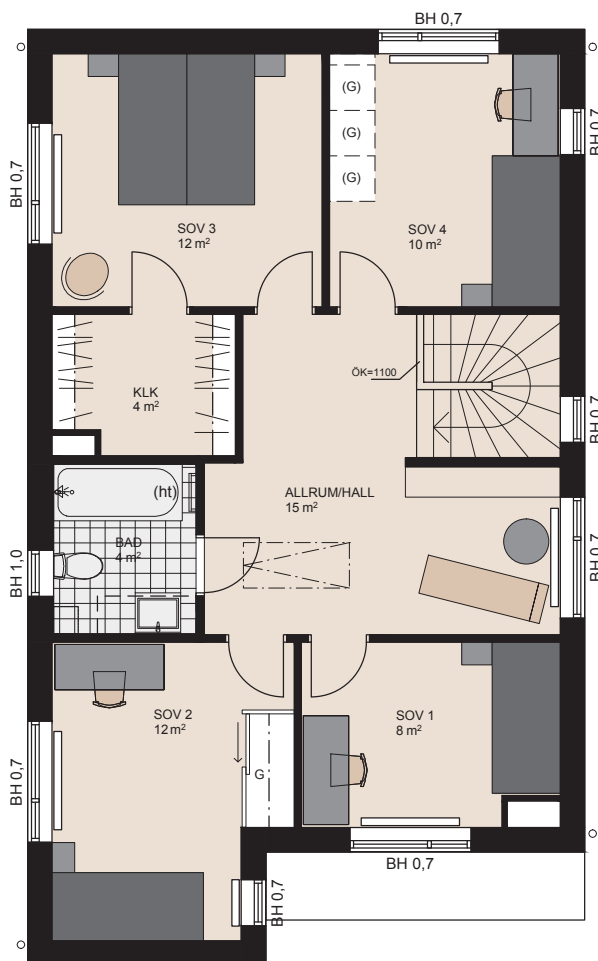 BH 0,7
(G)
(G)
(G)
BH 0,7
BH 0,7
SOV 3
12 m²
SOV 4
10 m²
ÖK=1100
KLK
4 m²
BH 0,7
(ht)
ALLRUM/HALL
15 m²
BAD
4 m²
BH 0,7
BH 1,0
SOV 2
12 m²
SOV 1
8 m²
G
BH 0,7
BH 0,7
BH 0,7